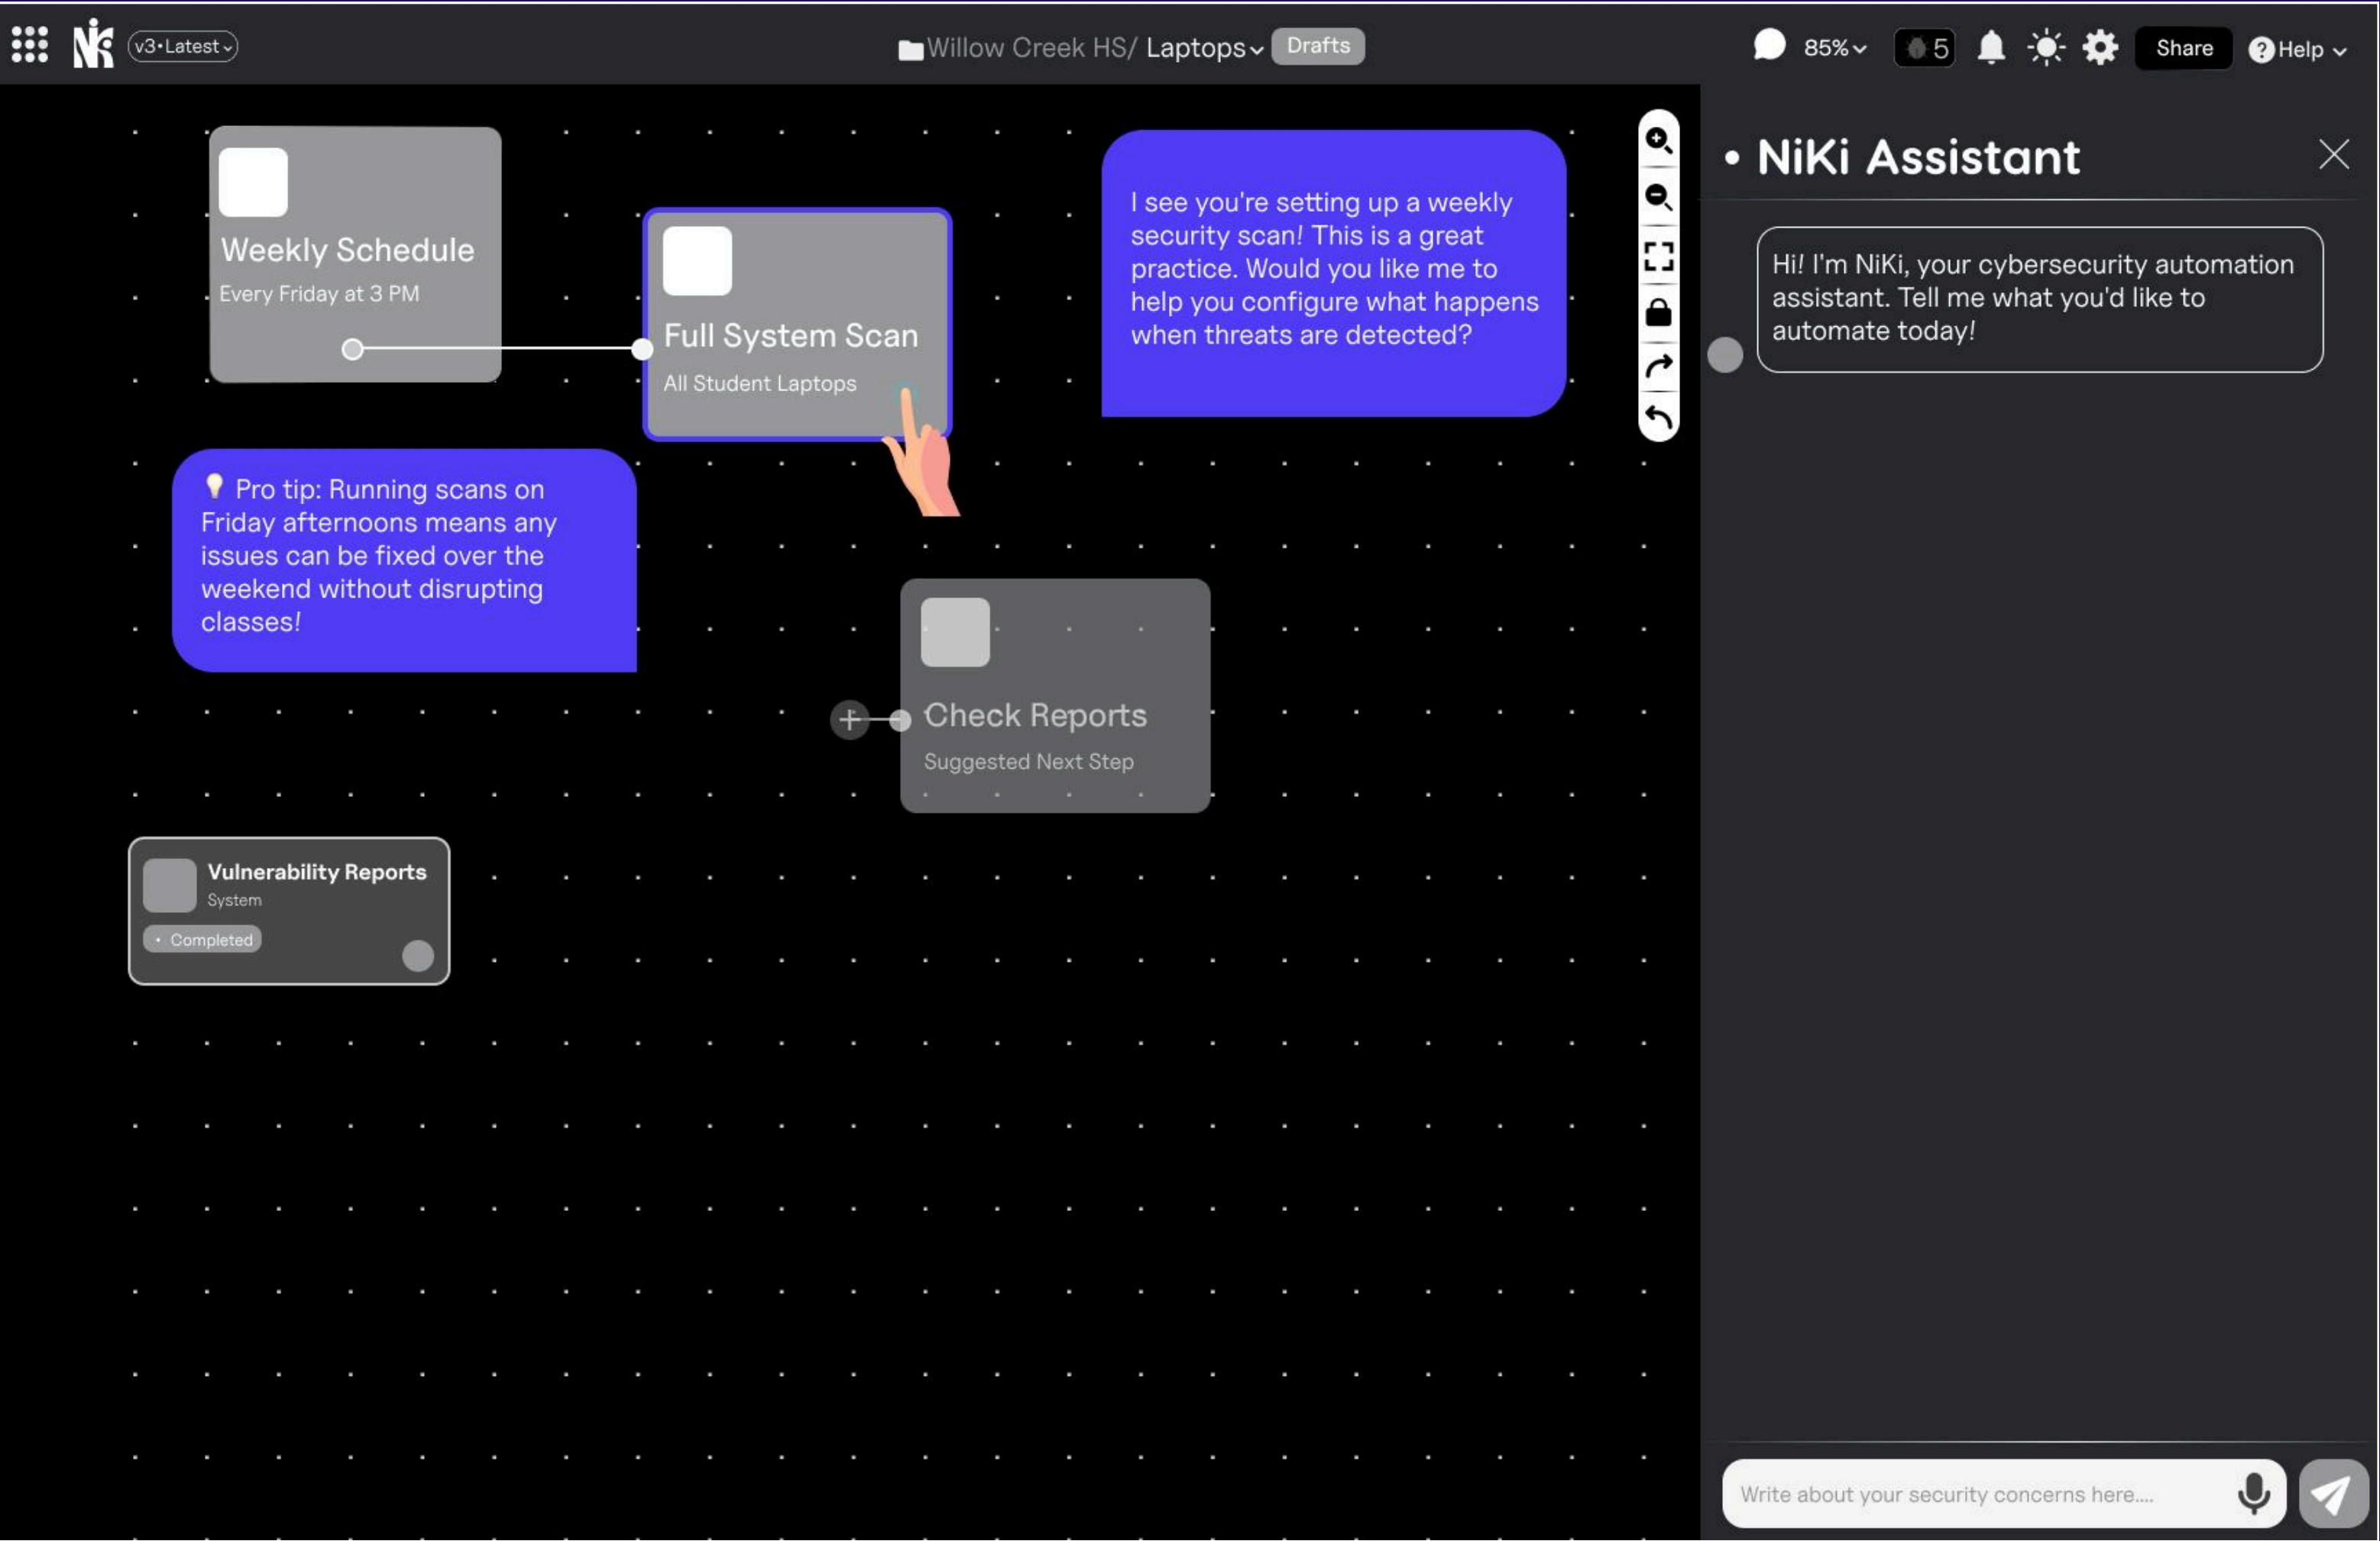 NiKi
v3•Latest
Willow Creek HS/ Laptops
Drafts
85%
5
Share
Help
Weekly Schedule
Every Friday at 3 PM
Full System Scan
All Student Laptops
I see you're setting up a weekly
security scan! This is a great
practice. Would you like me to
help you configure what happens
when threats are detected?
💡 Pro tip: Running scans on
Friday afternoons means any
issues can be fixed over the
weekend without disrupting
classes!
Check Reports
Suggested Next Step
Vulnerability Reports
System
• Completed
• NiKi Assistant
Hi! I'm NiKi, your cybersecurity automation
assistant. Tell me what you'd like to
automate today!
Write about your security concerns here....